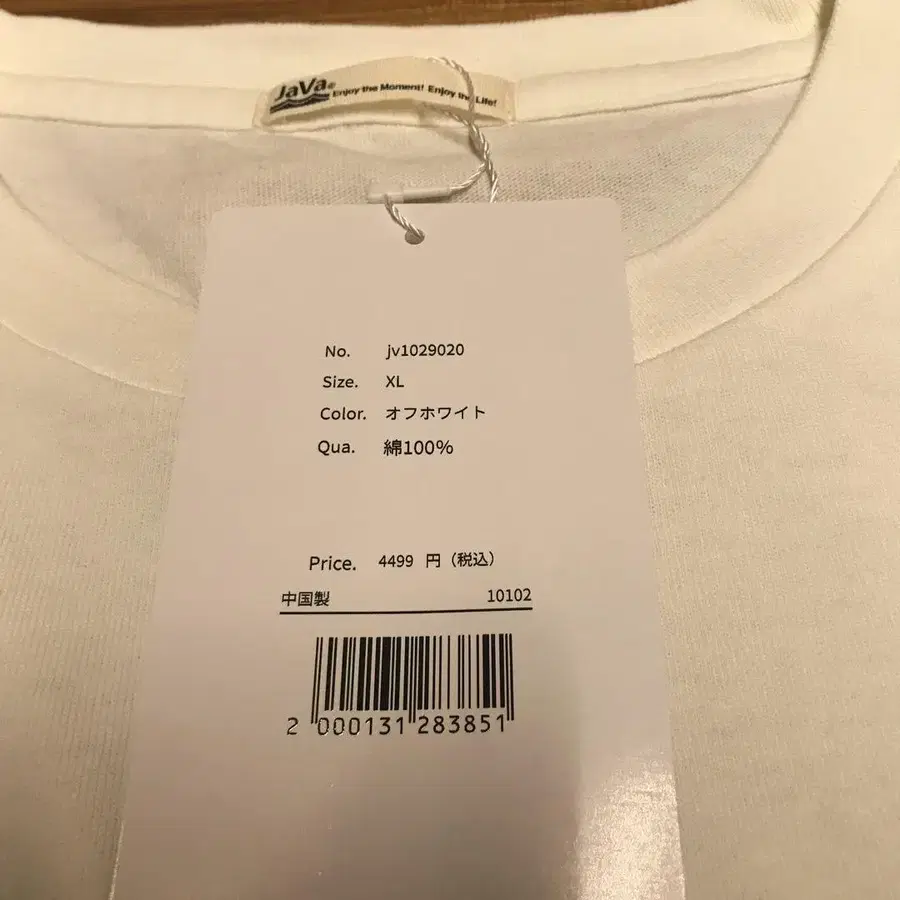 JaVa®
Enjoy the Moment! Enjoy the Life!
No. jv1029020
Size. XL
Color. オフホワイト
Qua. 綿100%
Price. 4499 円（税込）
中国製 10102
2 000131 283851